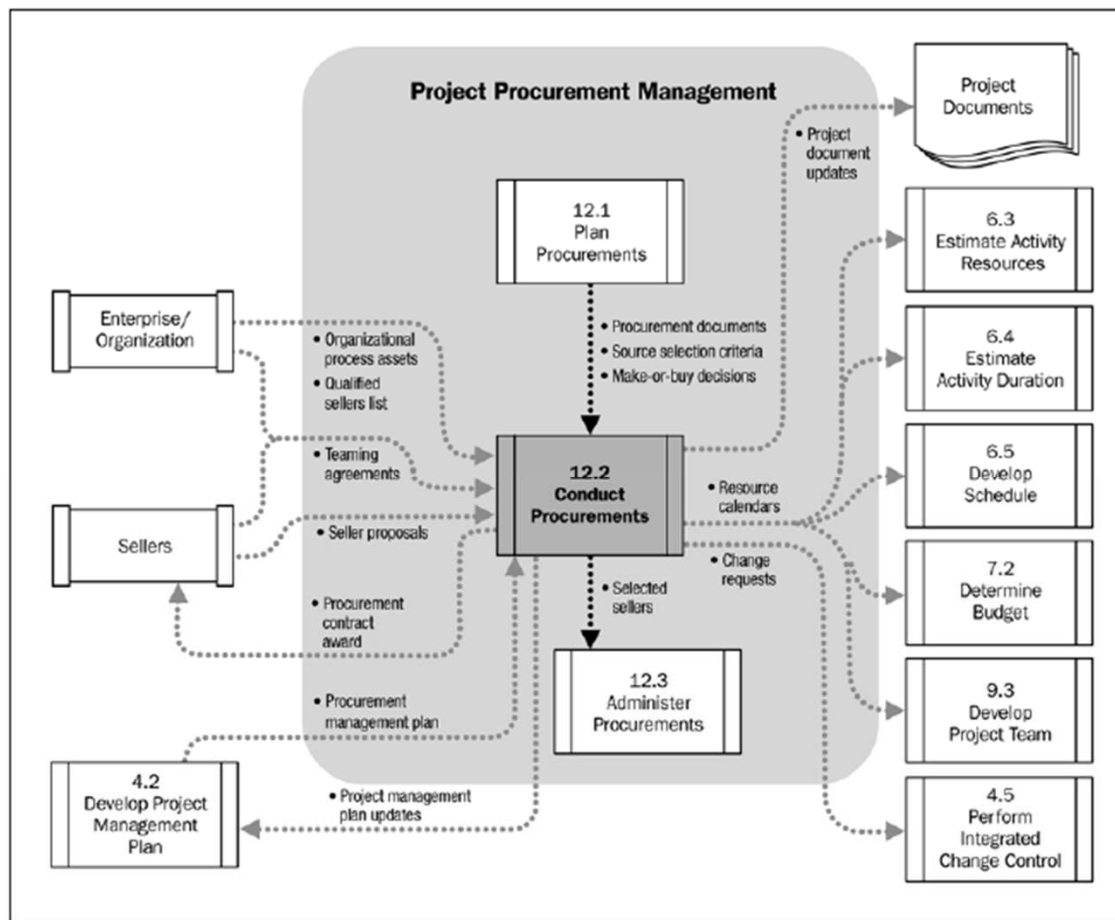 Project Procurement Management
Project
Documents
• Project
document
updates
12.1
Plan
Procurements
6.3
Estimate Activity
Resources
Enterprise/
Organization
• Organizational
process assets
• Qualified
sellers list
• Procurement documents
• Source selection criteria
• Make-or-buy decisions
6.4
Estimate
Activity Duration
• Teaming
agreements
12.2
Conduct
Procurements
• Resource
calendars
6.5
Develop
Schedule
Sellers
• Seller proposals
• Change
requests
• Selected
sellers
7.2
Determine
Budget
• Procurement
contract
award
12.3
Administer
Procurements
9.3
Develop
Project Team
• Procurement
management plan
4.2
Develop Project
Management
Plan
• Project management
plan updates
4.5
Perform
Integrated
Change Control